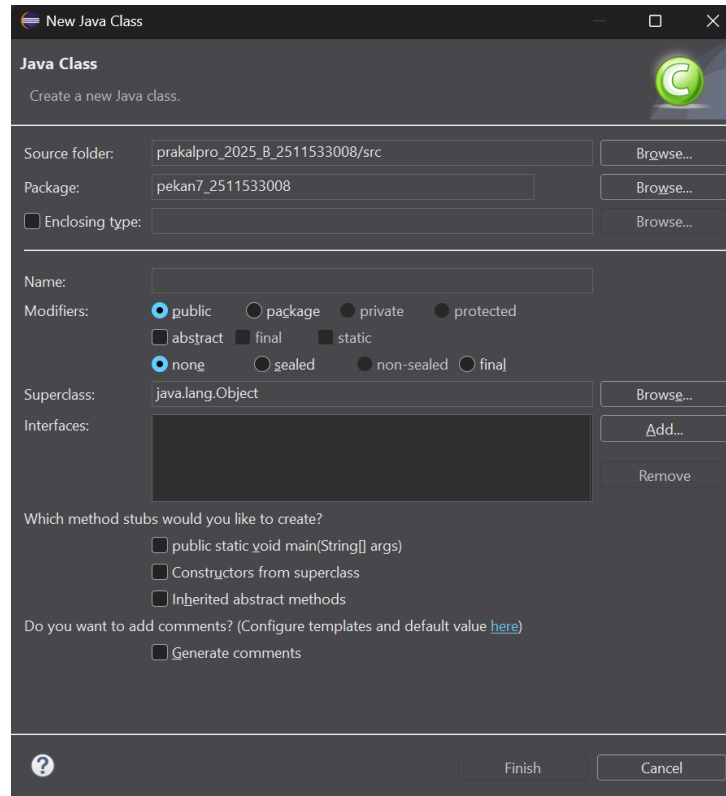 New Java Class
Java Class
Create a new Java class.
Source folder: prakalpro_2025_B_2511533008/src Browse...
Package: pekan7_2511533008 Browse...
Enclosing type: Browse...
Name:
Modifiers: public package private protected
abstract final static
none sealed non-sealed final
Superclass: java.lang.Object Browse...
Interfaces: Add...
Remove
Which method stubs would you like to create?
public static void main(String[] args)
Constructors from superclass
Inherited abstract methods
Do you want to add comments? (Configure templates and default value here)
Generate comments
? Finish Cancel